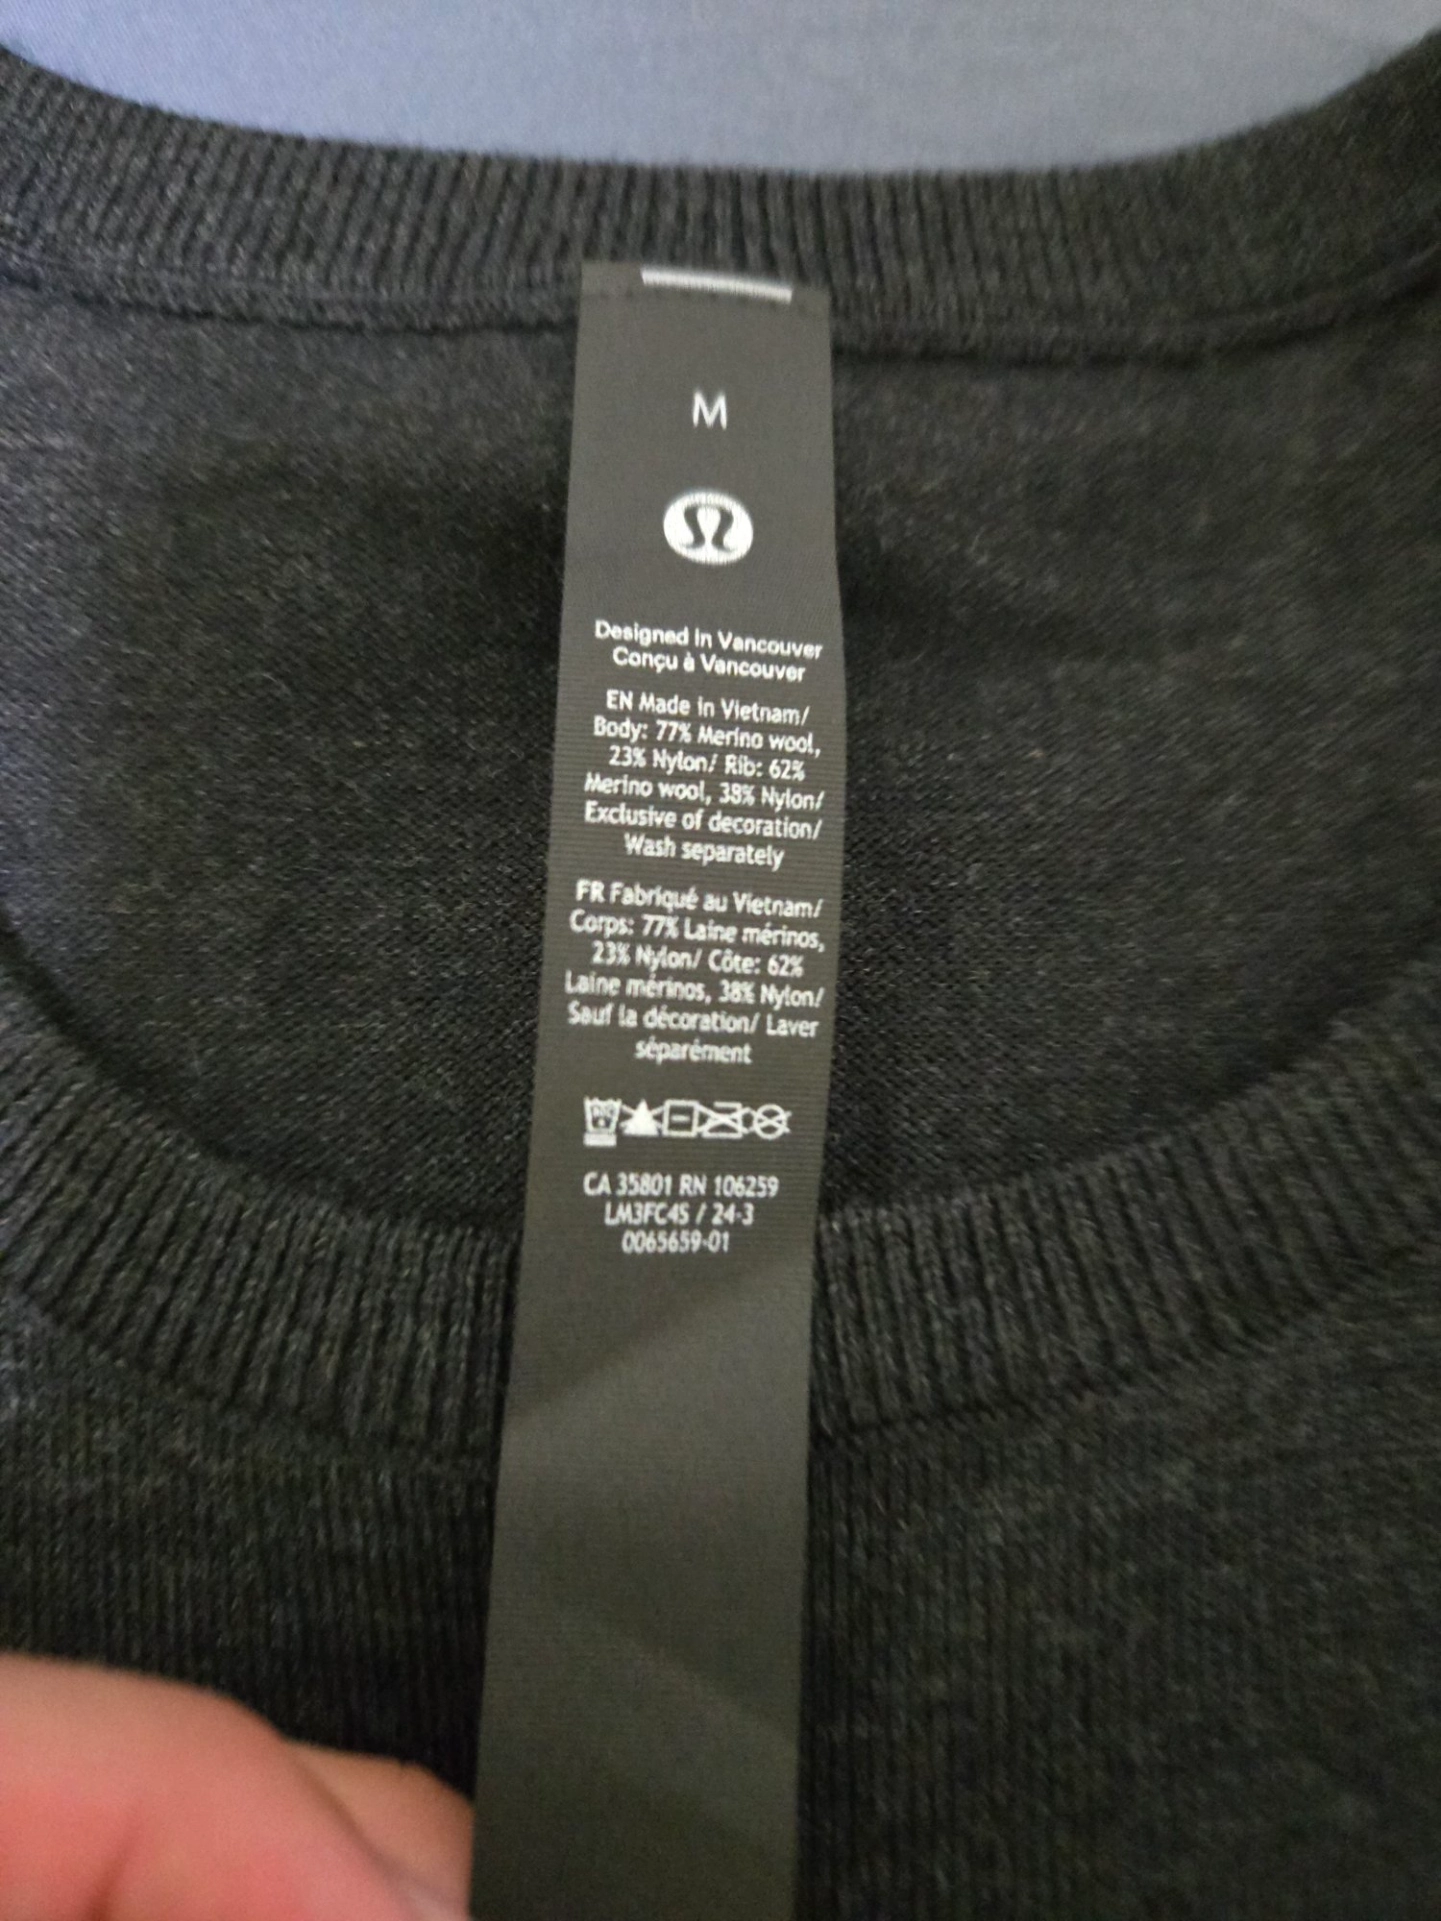 M
Designed in Vancouver
Conçu à Vancouver
EN Made in Vietnam/
Body: 77% Merino wool,
23% Nylon/ Rib: 62%
Merino wool, 38% Nylon/
Exclusive of decoration/
Wash separately
FR Fabriqué au Vietnam/
Corps: 77% Laine mérinos,
23% Nylon/ Côte: 62%
Laine mérinos, 38% Nylon/
Sauf la décoration/ Laver
séparément
CA 35801 RN 106259
LM3FC4S / 24-3
0065659-01